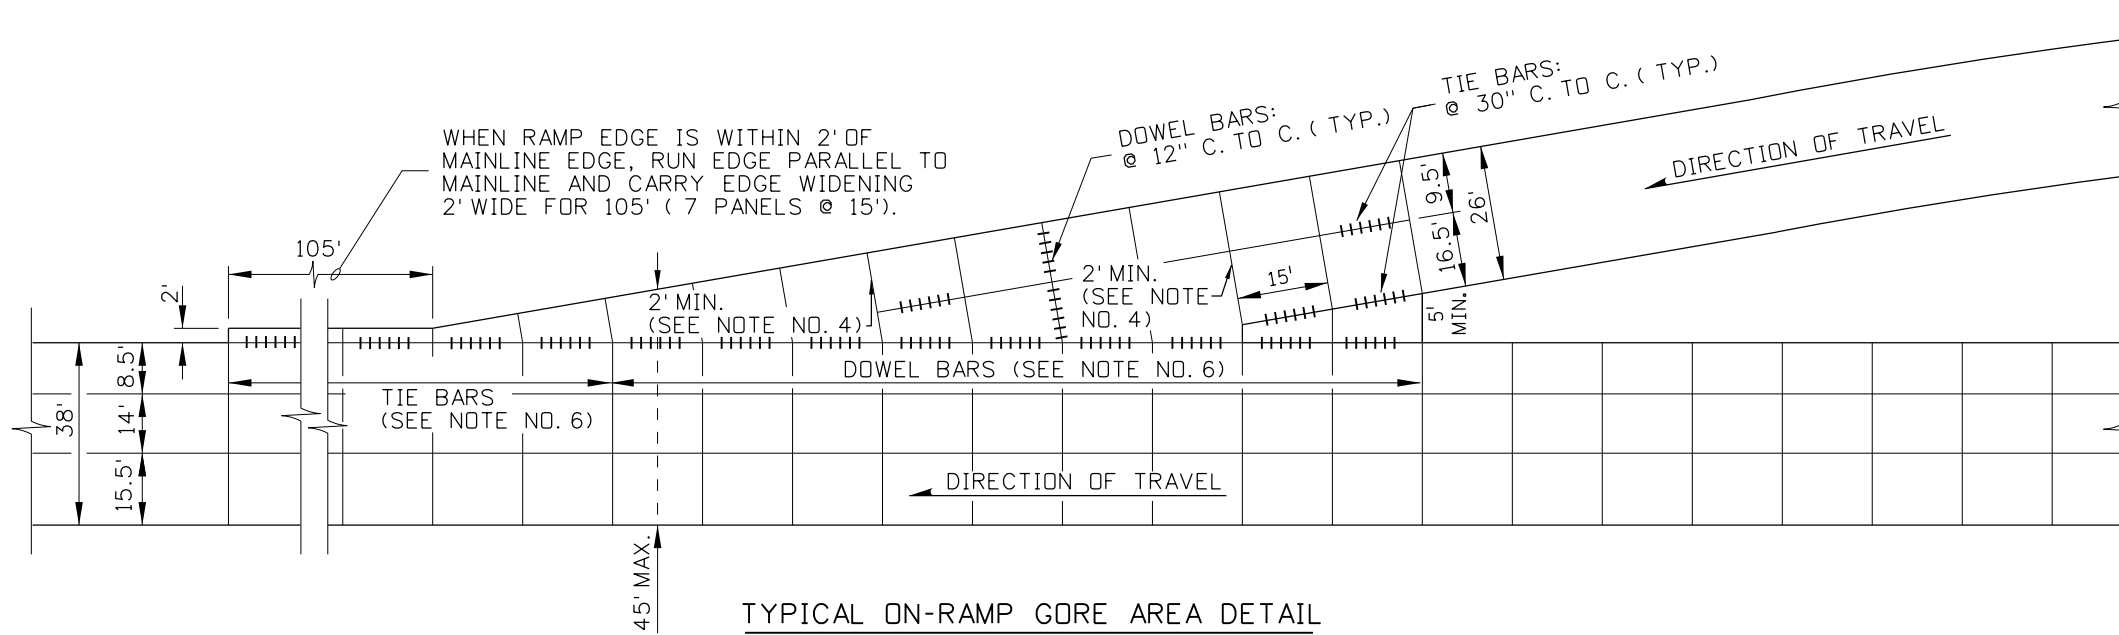 TIE BARS:
@ 30" C. TO C. ( TYP.)
DOWEL BARS:
@ 12" C. TO C. ( TYP.)
WHEN RAMP EDGE IS WITHIN 2' OF
MAINLINE EDGE, RUN EDGE PARALLEL TO
MAINLINE AND CARRY EDGE WIDENING
2' WIDE FOR 105' ( 7 PANELS @ 15').
DIRECTION OF TRAVEL
9.5'
26'
16.5'
105'
2'
2' MIN.
(SEE NOTE NO. 4)
2' MIN.
(SEE NOTE
NO. 4)
15'
5'
MIN.
38'
8.5'
14'
15.5'
DOWEL BARS (SEE NOTE NO. 6)
TIE BARS
(SEE NOTE NO. 6)
DIRECTION OF TRAVEL
45' MAX.
TYPICAL ON-RAMP GORE AREA DETAIL